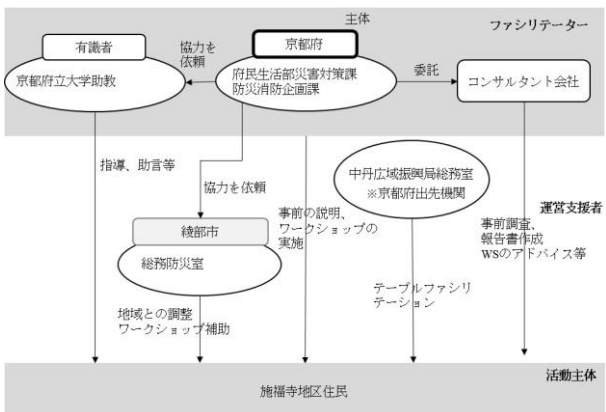 主体
ファシリテーター
有識者
京都府立大学助教
協力を
依頼
京都府
府民生活部災害対策課
防災消防企画課
委託
コンサルタント会社
指導、助言等
協力を依頼
綾部市
総務防災室
事前の説明、
ワークショップの
実施
中丹広域振興局総務室
※京都府出先機関
運営支援者
事前調査、
報告書作成
WSのアドバイス等
テーブルファシリ
テーション
地域との調整
ワークショップ補助
活動主体
施福寺地区住民